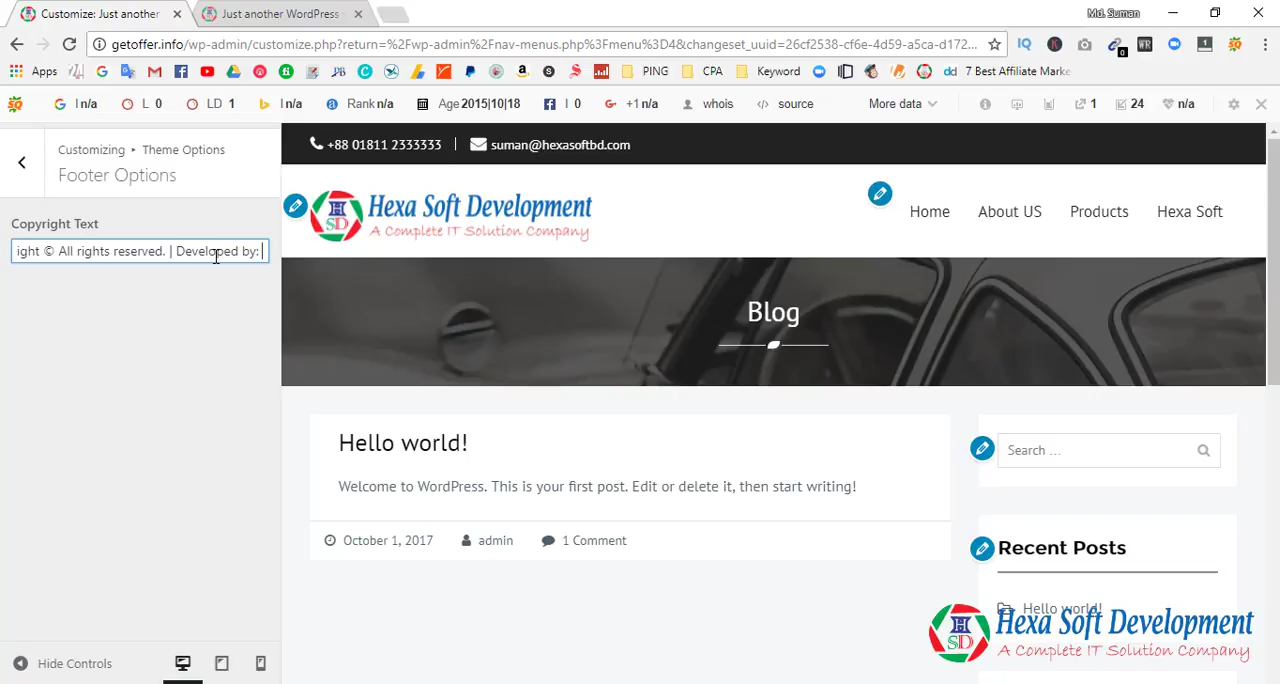 Customize: Just another
Just another WordPress
Md. Suman
getoffer.info/wp-admin/customize.php?return=%2Fwp-admin%2Fnav-menus.php%3Fmenu%3D4&changeset_uuid=26cf2538-cf6e-4d59-a5ca-d172...
Apps
PING
CPA
Keyword
dd 7 Best Affiliate Marke
I n/a
L 0
LD 1
I n/a
Rank n/a
Age 2015|10|18
I 0
+1 n/a
whois
source
More data
1
24
n/a
Customizing ▸ Theme Options
Footer Options
Copyright Text
ight © All rights reserved. | Developed by:
Hide Controls
+88 01811 2333333
suman@hexasoftbd.com
HSD
Hexa Soft Development
A Complete IT Solution Company
Home
About US
Products
Hexa Soft
Blog
Hello world!
Welcome to WordPress. This is your first post. Edit or delete it, then start writing!
October 1, 2017
admin
1 Comment
Search …
Recent Posts
Hello world!
HSD
Hexa Soft Development
A Complete IT Solution Company